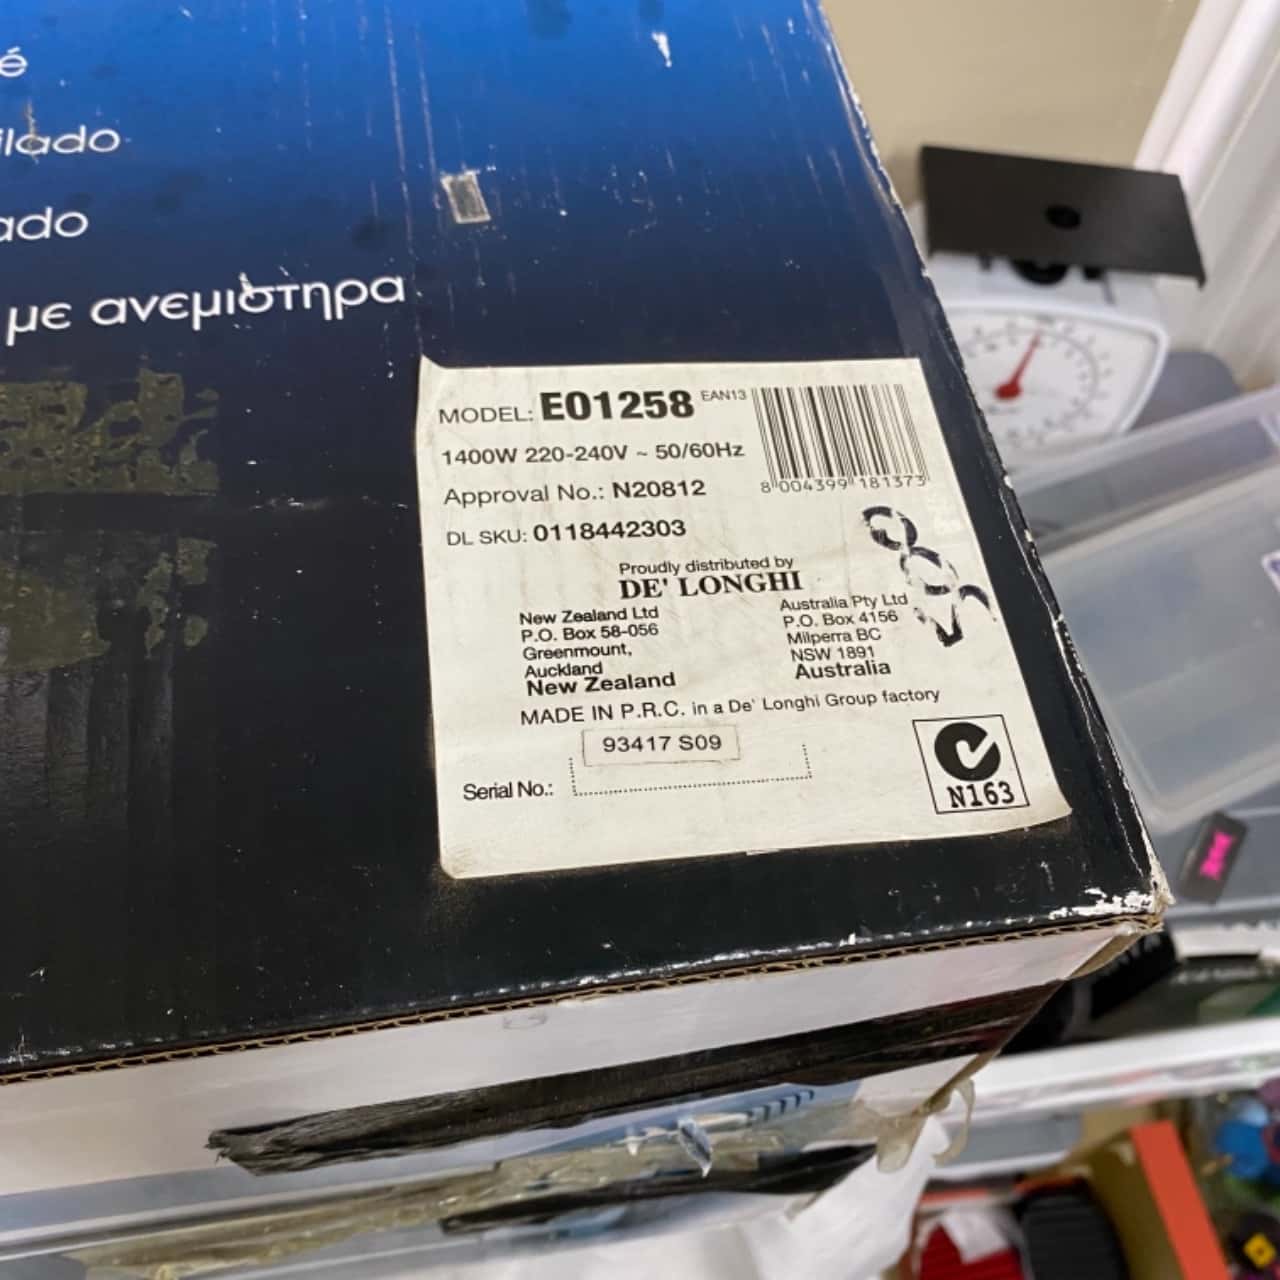 é
ilado
ado
με ανεμιστηρα
MODEL: EO1258 EAN13
1400W 220-240V ~ 50/60Hz
8 004399 181373
Approval No.: N20812
DL SKU: 0118442303
Proudly distributed by
DE' LONGHI
New Zealand Ltd
P.O. Box 58-056
Greenmount,
Auckland
New Zealand
Australia Pty Ltd
P.O. Box 4156
Milperra BC
NSW 1891
Australia
MADE IN P.R.C. in a De' Longhi Group factory
93417 S09
Serial No.:
N163